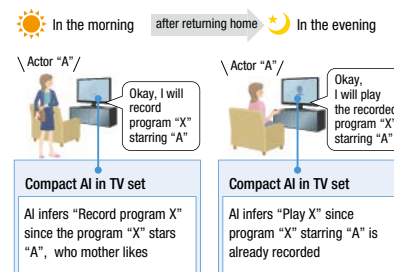 In the morning
after returning home
In the evening
Actor “A”
Okay, I will
record
program “X”
starring “A”
Actor “A”
Okay,
I will play
the recorded
program “X”
starring “A”
Compact AI in TV set
AI infers “Record program X”
since the program “X” stars
“A”, who mother likes
Compact AI in TV set
AI infers “Play X” since
program “X” starring “A” is
already recorded